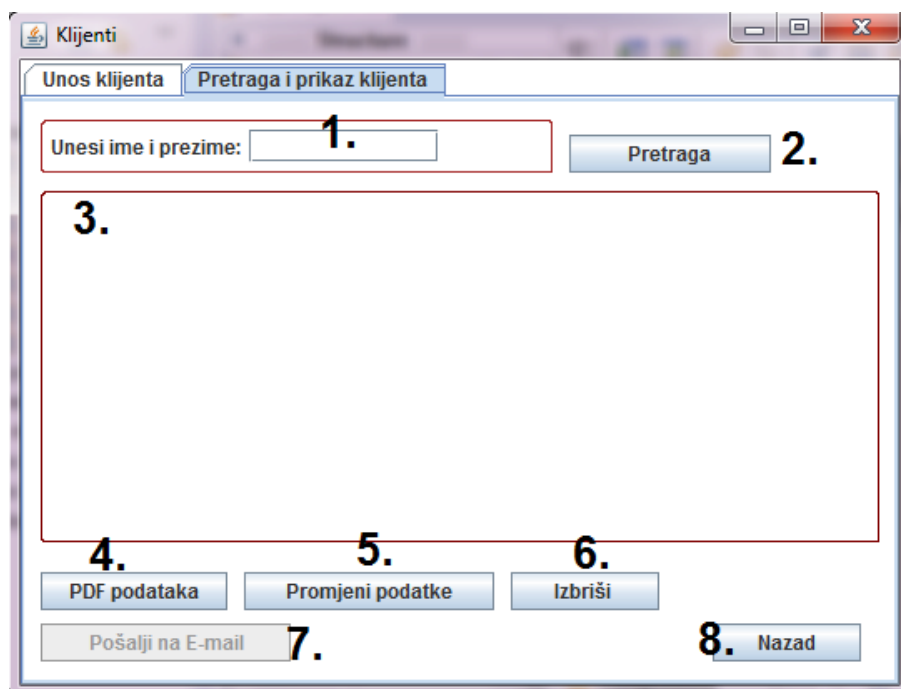 Klijenti
Unos klijenta Pretraga i prikaz klijenta
Unesi ime i prezime: 1. Pretraga 2.
3.
4. 5. 6.
PDF podataka Promjeni podatke Izbriši
Pošalji na E-mail 7. 8. Nazad